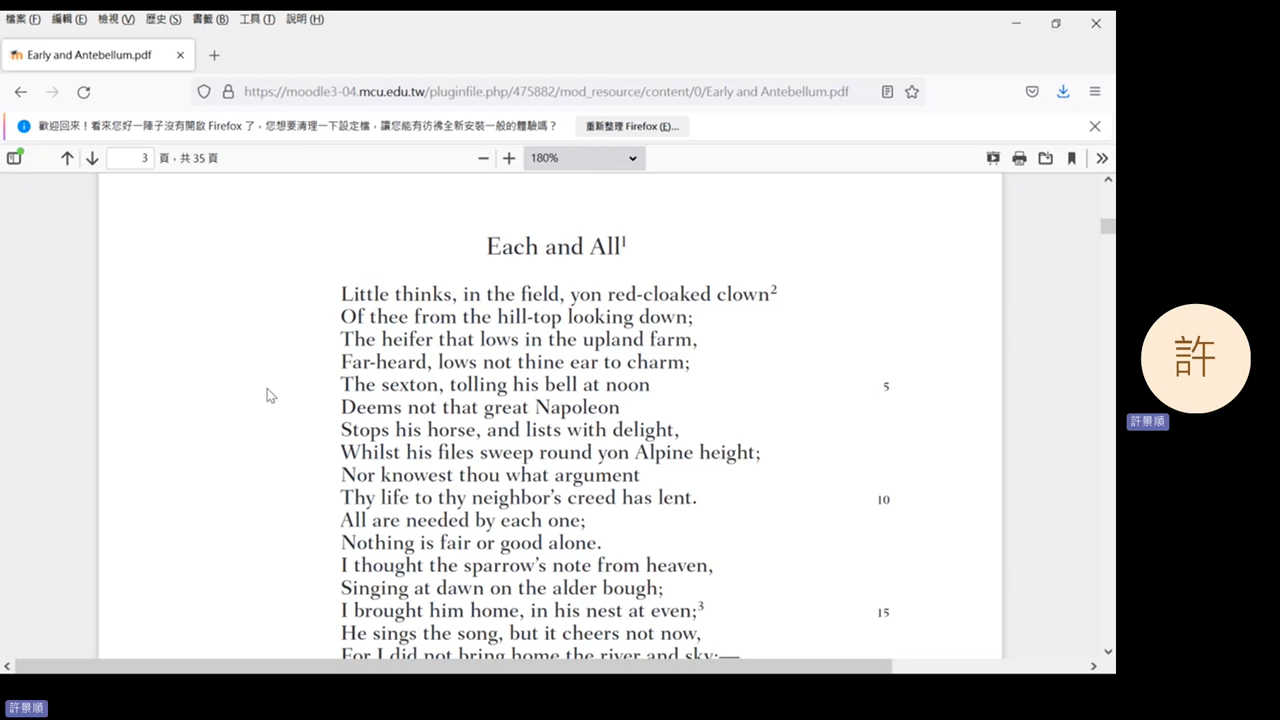 檔案 (F) 編輯 (E) 檢視 (V) 歷史 (S) 書籤 (B) 工具 (T) 說明 (H)
Early and Antebellum.pdf
https://moodle3-04.mcu.edu.tw/pluginfile.php/475882/mod_resource/content/0/Early and Antebellum.pdf
歡迎回來！看來您好一陣子沒有開啟 Firefox 了，您想要清理一下設定檔，讓您能有彷彿全新安裝一般的體驗嗎？ 重新整理 Firefox (E)...
3 頁，共 35 頁 180%
Each and All¹
Little thinks, in the field, yon red-cloaked clown²
Of thee from the hill-top looking down;
The heifer that lows in the upland farm,
Far-heard, lows not thine ear to charm;
The sexton, tolling his bell at noon 5
Deems not that great Napoleon
Stops his horse, and lists with delight,
Whilst his files sweep round yon Alpine height;
Nor knowest thou what argument
Thy life to thy neighbor's creed has lent. 10
All are needed by each one;
Nothing is fair or good alone.
I thought the sparrow's note from heaven,
Singing at dawn on the alder bough;
I brought him home, in his nest at even;³ 15
He sings the song, but it cheers not now,
For I did not bring home the river and sky;—
許
許景順
許景順